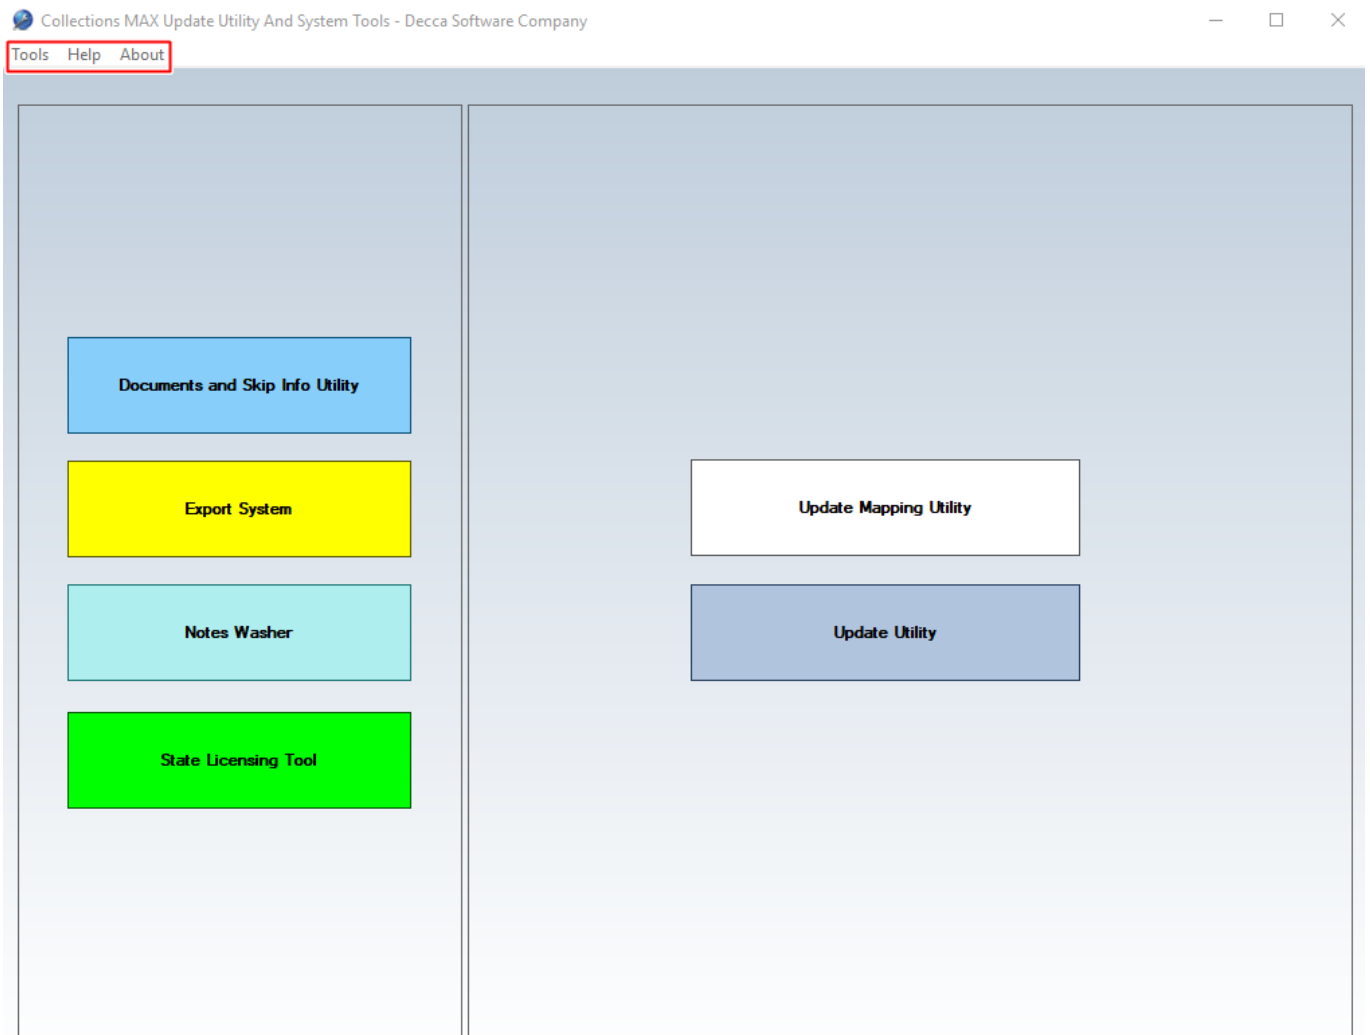 Collections MAX Update Utility And System Tools - Decca Software Company
Tools Help About
Documents and Skip Info Utility
Export System
Notes Washer
State Licensing Tool
Update Mapping Utility
Update Utility